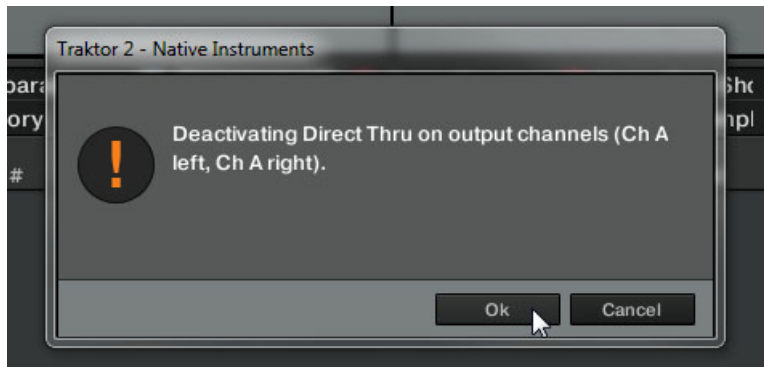 Traktor 2 - Native Instruments
Deactivating Direct Thru on output channels (Ch A
left, Ch A right).
#
Ok
Cancel